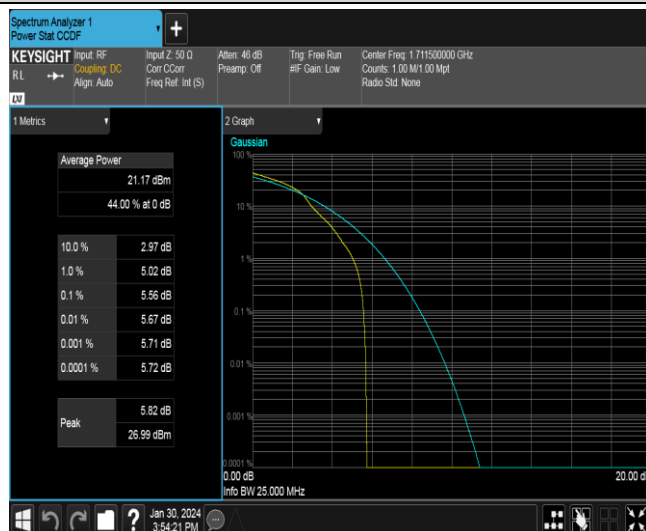 Spectrum Analyzer 1
Power Stat CCDF
+
KEYSIGHT
RL
LXI
Input: RF
Coupling: DC
Align: Auto
Input Z: 50 Ω
Corr CCorr
Freq Ref: Int (S)
Atten: 46 dB
Preamp: Off
Trig: Free Run
#IF Gain: Low
Center Freq: 1.711500000 GHz
Counts: 1.00 M/1.00 Mpt
Radio Std: None
1 Metrics
Average Power
21.17 dBm
44.00 % at 0 dB
10.0 % 2.97 dB
1.0 % 5.02 dB
0.1 % 5.56 dB
0.01 % 5.67 dB
0.001 % 5.71 dB
0.0001 % 5.72 dB
Peak
5.82 dB
26.99 dBm
2 Graph
Gaussian
100 %
10 %
1 %
0.1 %
0.01 %
0.001 %
0.0001 %
0.00 dB
20.00 d
Info BW 25.000 MHz
?
Jan 30, 2024
3:54:21 PM